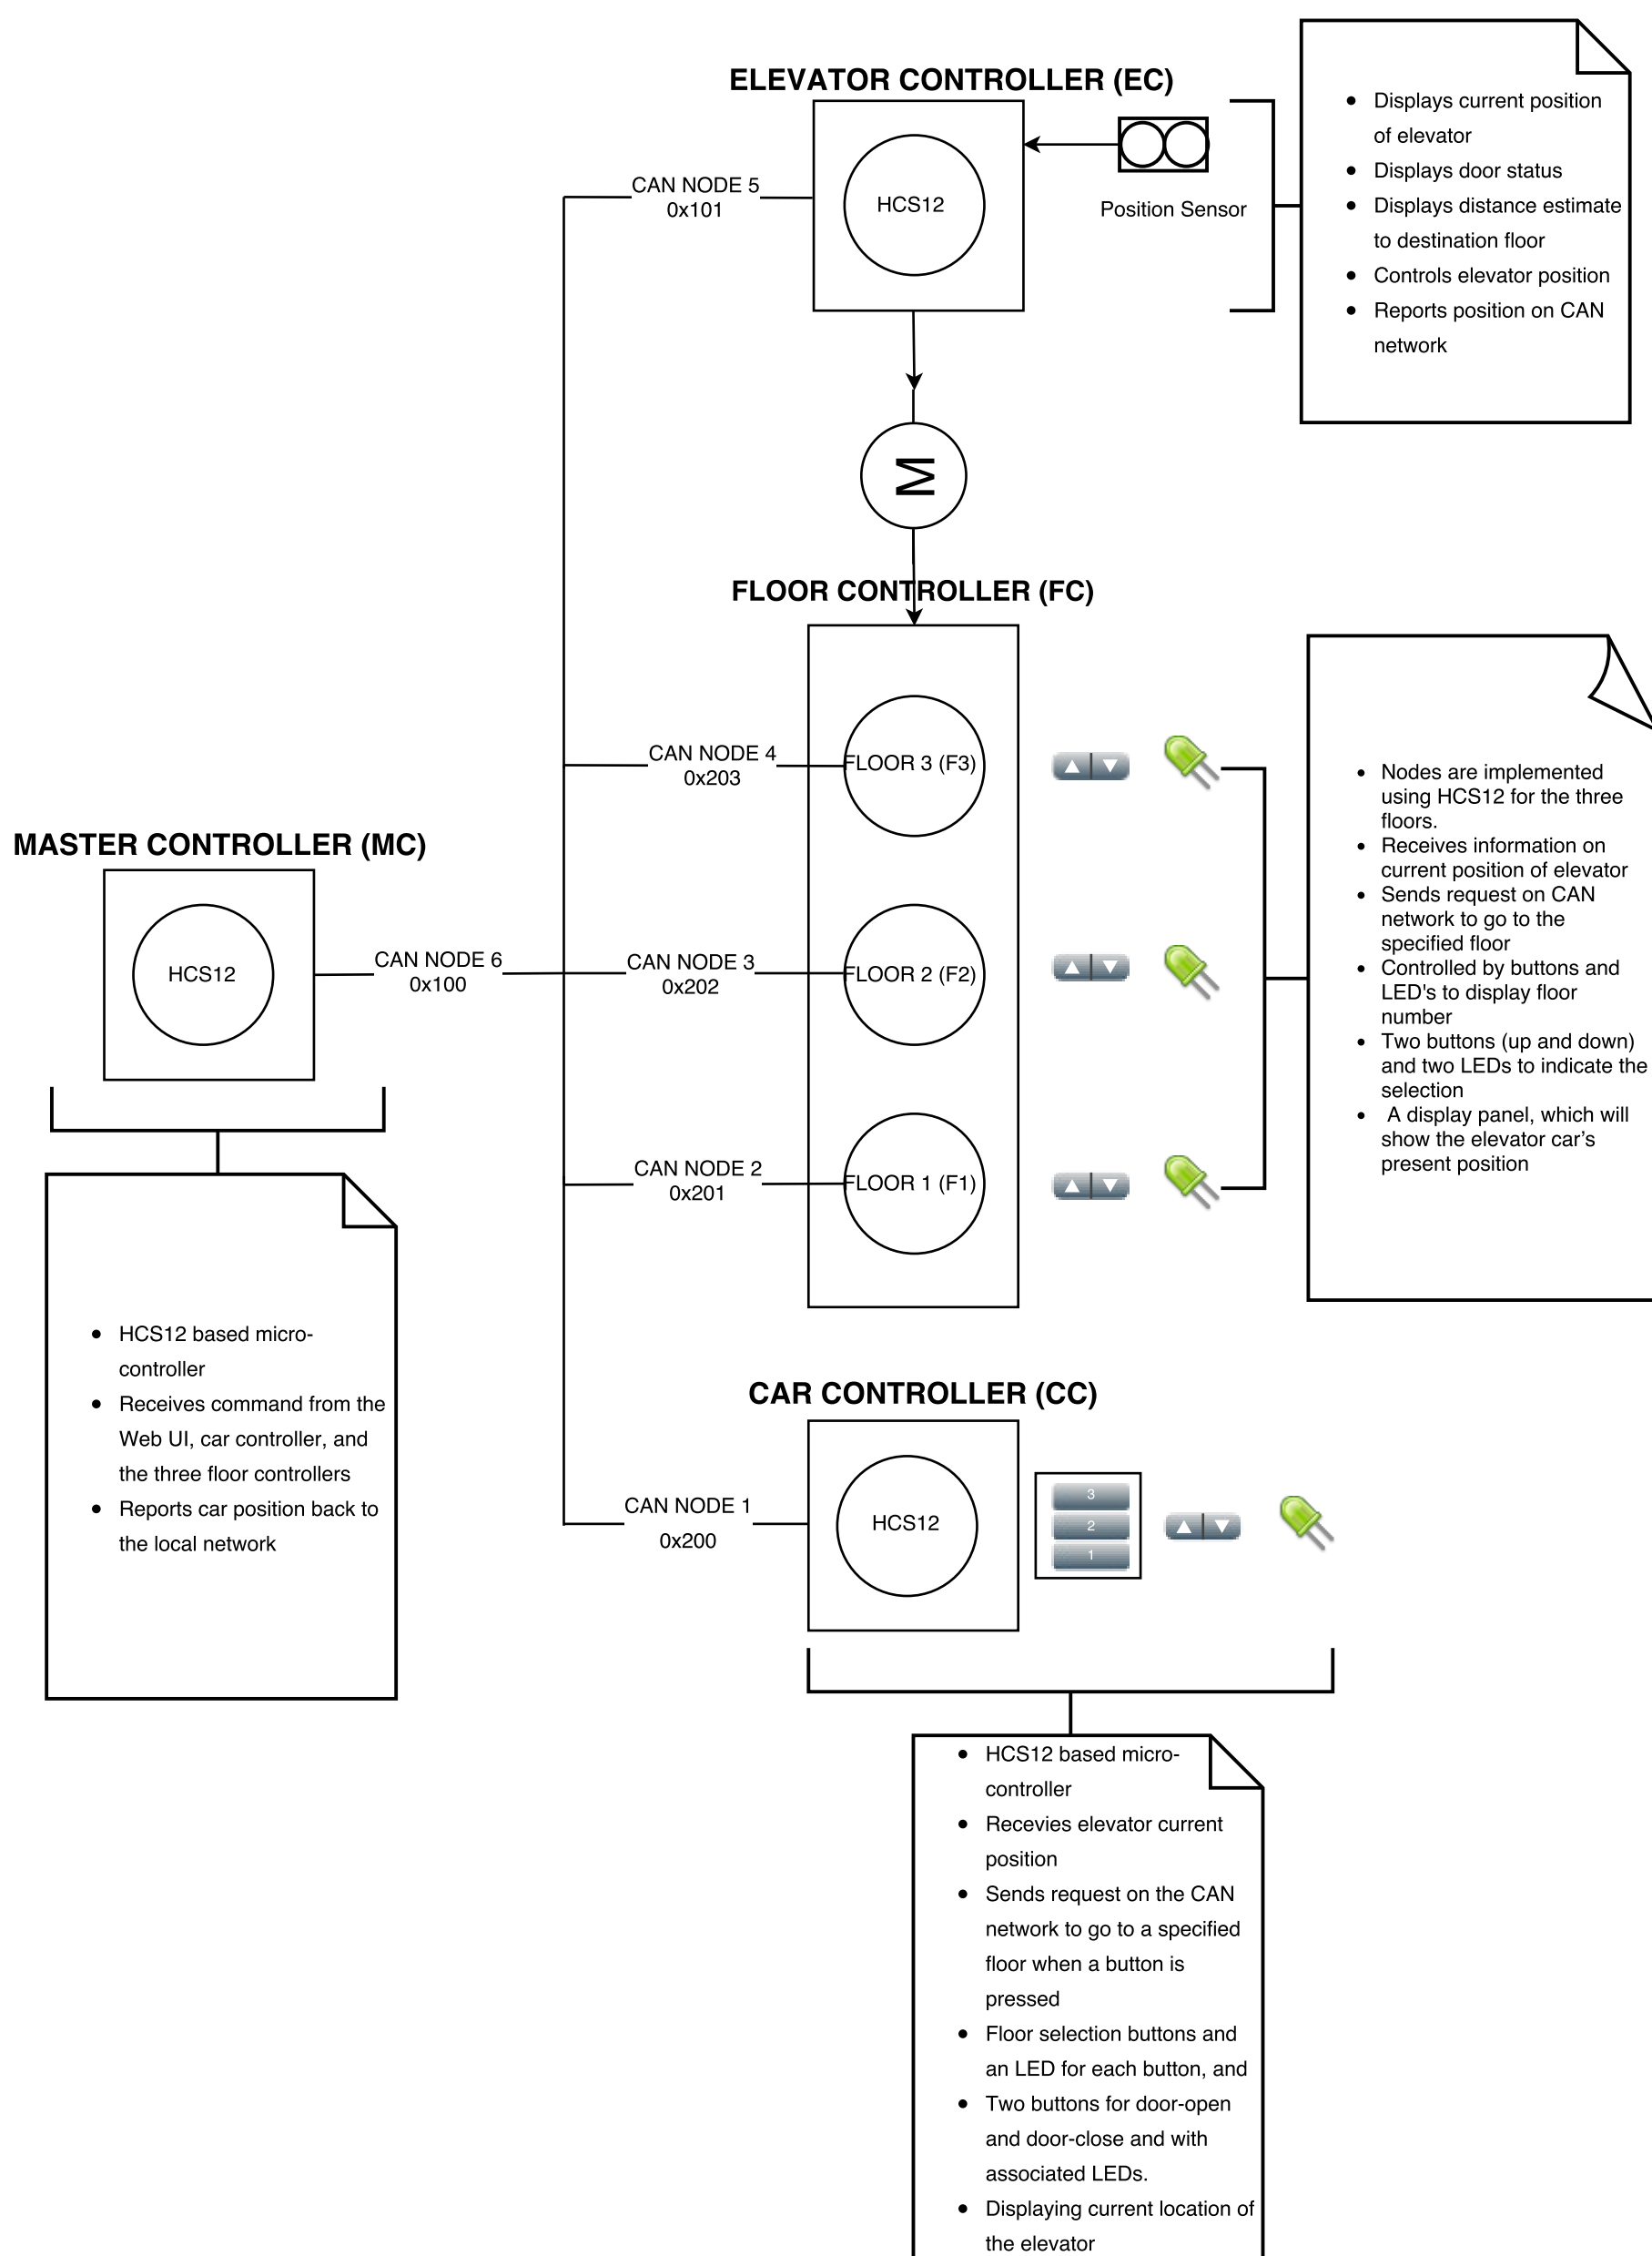 ELEVATOR CONTROLLER (EC)
CAN NODE 5
0x101
HCS12
Position Sensor
Displays current position
of elevator
Displays door status
Displays distance estimate
to destination floor
Controls elevator position
Reports position on CAN
network
M
FLOOR CONTROLLER (FC)
CAN NODE 4
0x203
FLOOR 3 (F3)
MASTER CONTROLLER (MC)
HCS12
CAN NODE 6
0x100
CAN NODE 3
0x202
FLOOR 2 (F2)
CAN NODE 2
0x201
FLOOR 1 (F1)
Nodes are implemented
using HCS12 for the three
floors.
Receives information on
current position of elevator
Sends request on CAN
network to go to the
specified floor
Controlled by buttons and
LED's to display floor
number
Two buttons (up and down)
and two LEDs to indicate the
selection
A display panel, which will
show the elevator car’s
present position
HCS12 based micro-
controller
Receives command from the
Web UI, car controller, and
the three floor controllers
Reports car position back to
the local network
CAR CONTROLLER (CC)
CAN NODE 1
0x200
HCS12
3
2
1
HCS12 based micro-
controller
Recevies elevator current
position
Sends request on the CAN
network to go to a specified
floor when a button is
pressed
Floor selection buttons and
an LED for each button, and
Two buttons for door-open
and door-close and with
associated LEDs.
Displaying current location of
the elevator